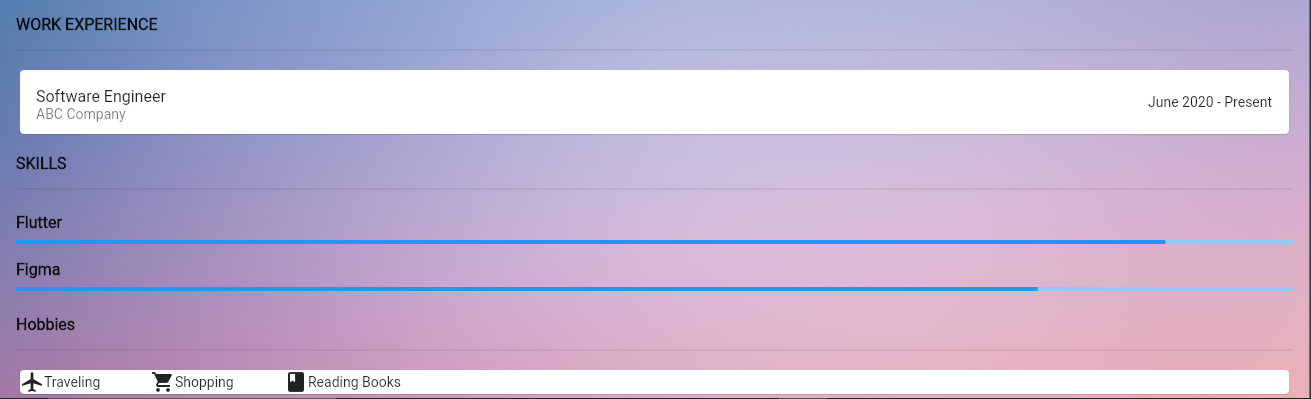 WORK EXPERIENCE
Software Engineer
ABC Company
June 2020 - Present
SKILLS
Flutter
Figma
Hobbies
Traveling Shopping Reading Books